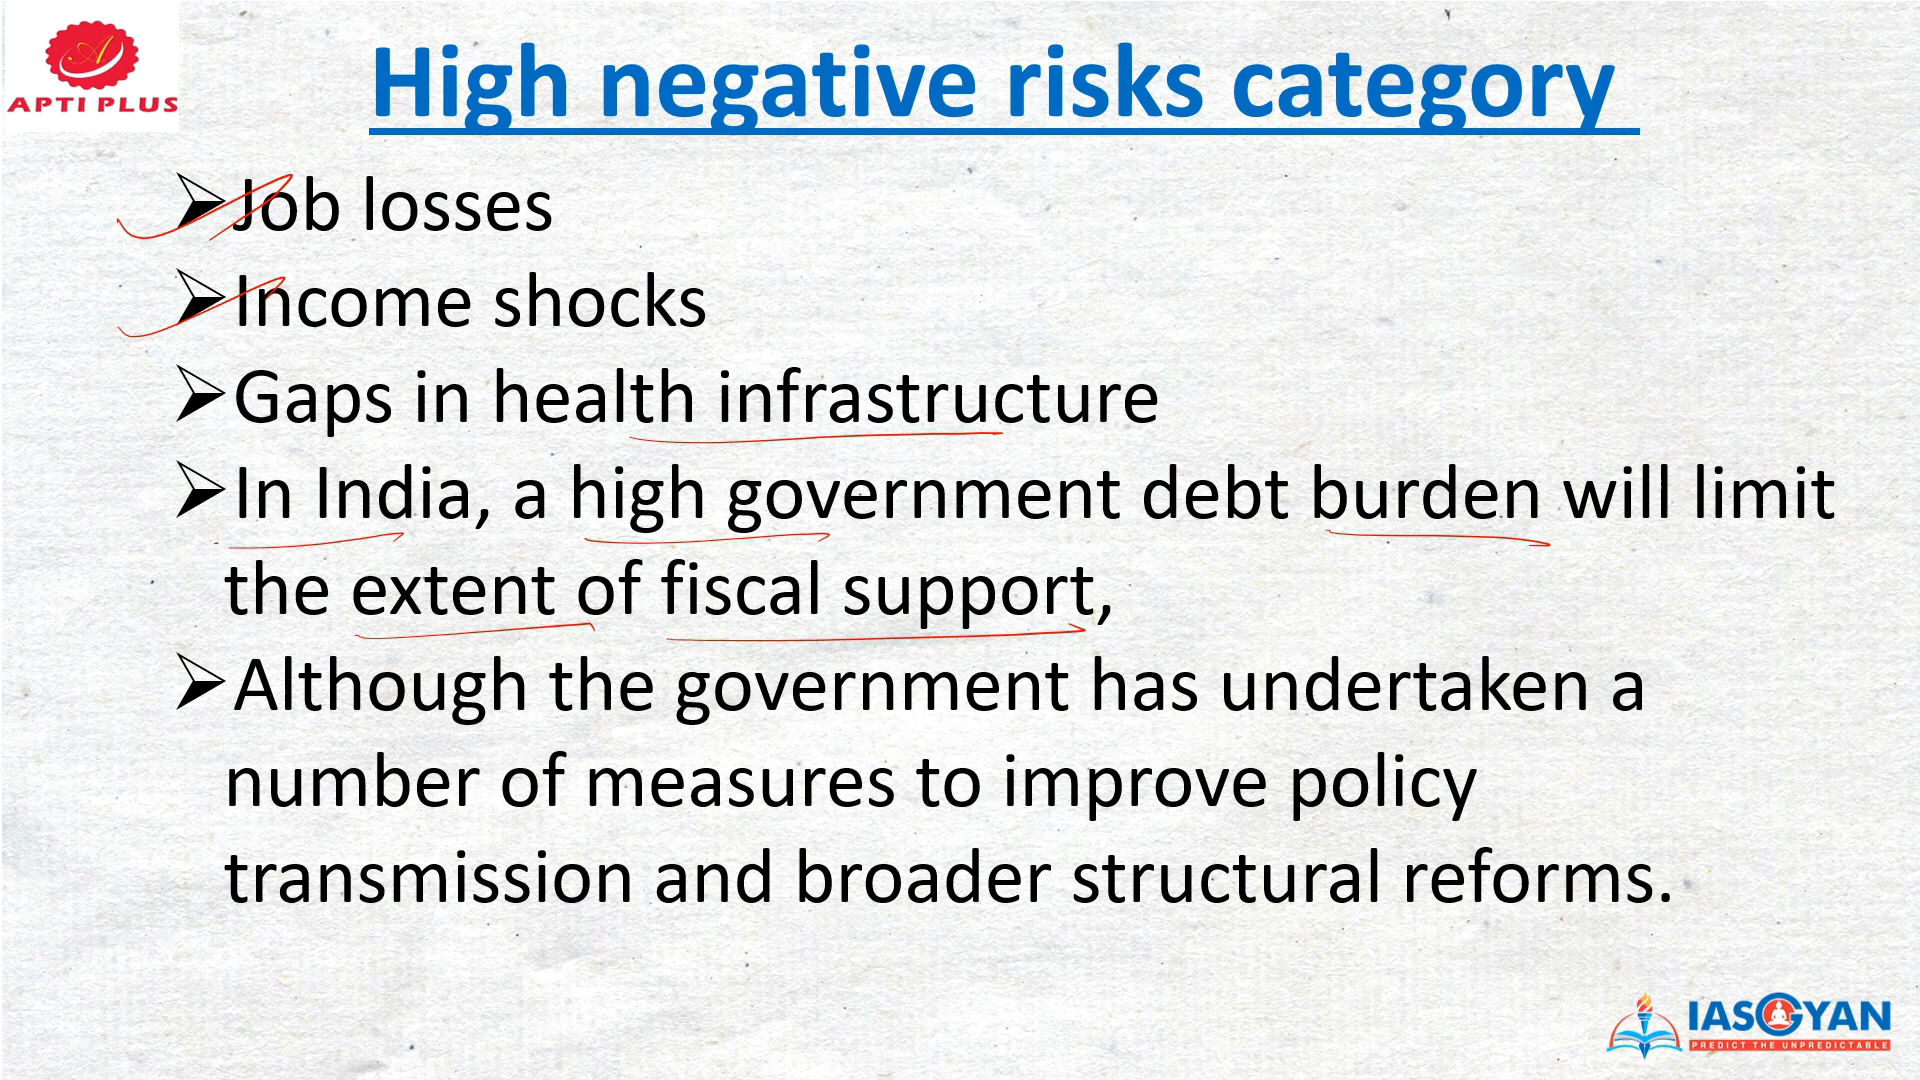 APTI PLUS
High negative risks category
Job losses
Income shocks
Gaps in health infrastructure
In India, a high government debt burden will limit
the extent of fiscal support,
Although the government has undertaken a
number of measures to improve policy
transmission and broader structural reforms.
IASGYAN
PREDICT THE UNPREDICTABLE